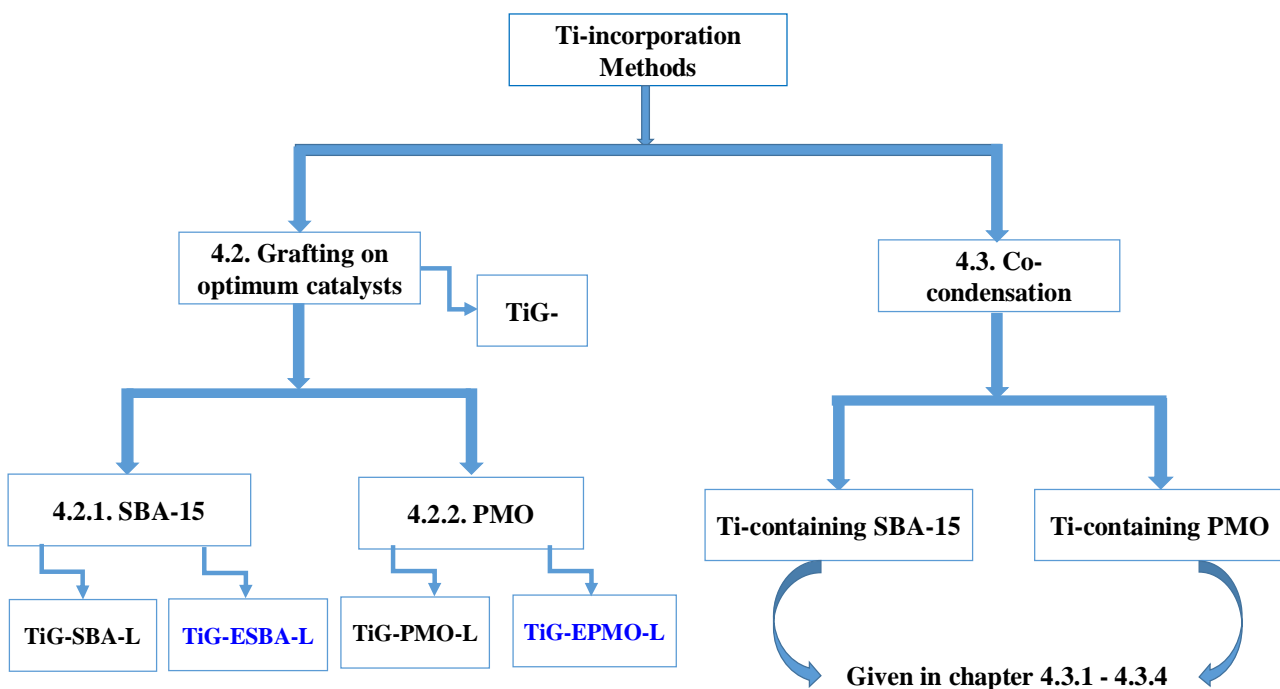 Ti-incorporation
Methods
4.2. Grafting on
optimum catalysts
TiG-
4.3. Co-
condensation
4.2.1. SBA-15
4.2.2. PMO
Ti-containing SBA-15
Ti-containing PMO
TiG-SBA-L
TiG-ESBA-L
TiG-PMO-L
TiG-EPMO-L
Given in chapter 4.3.1 - 4.3.4